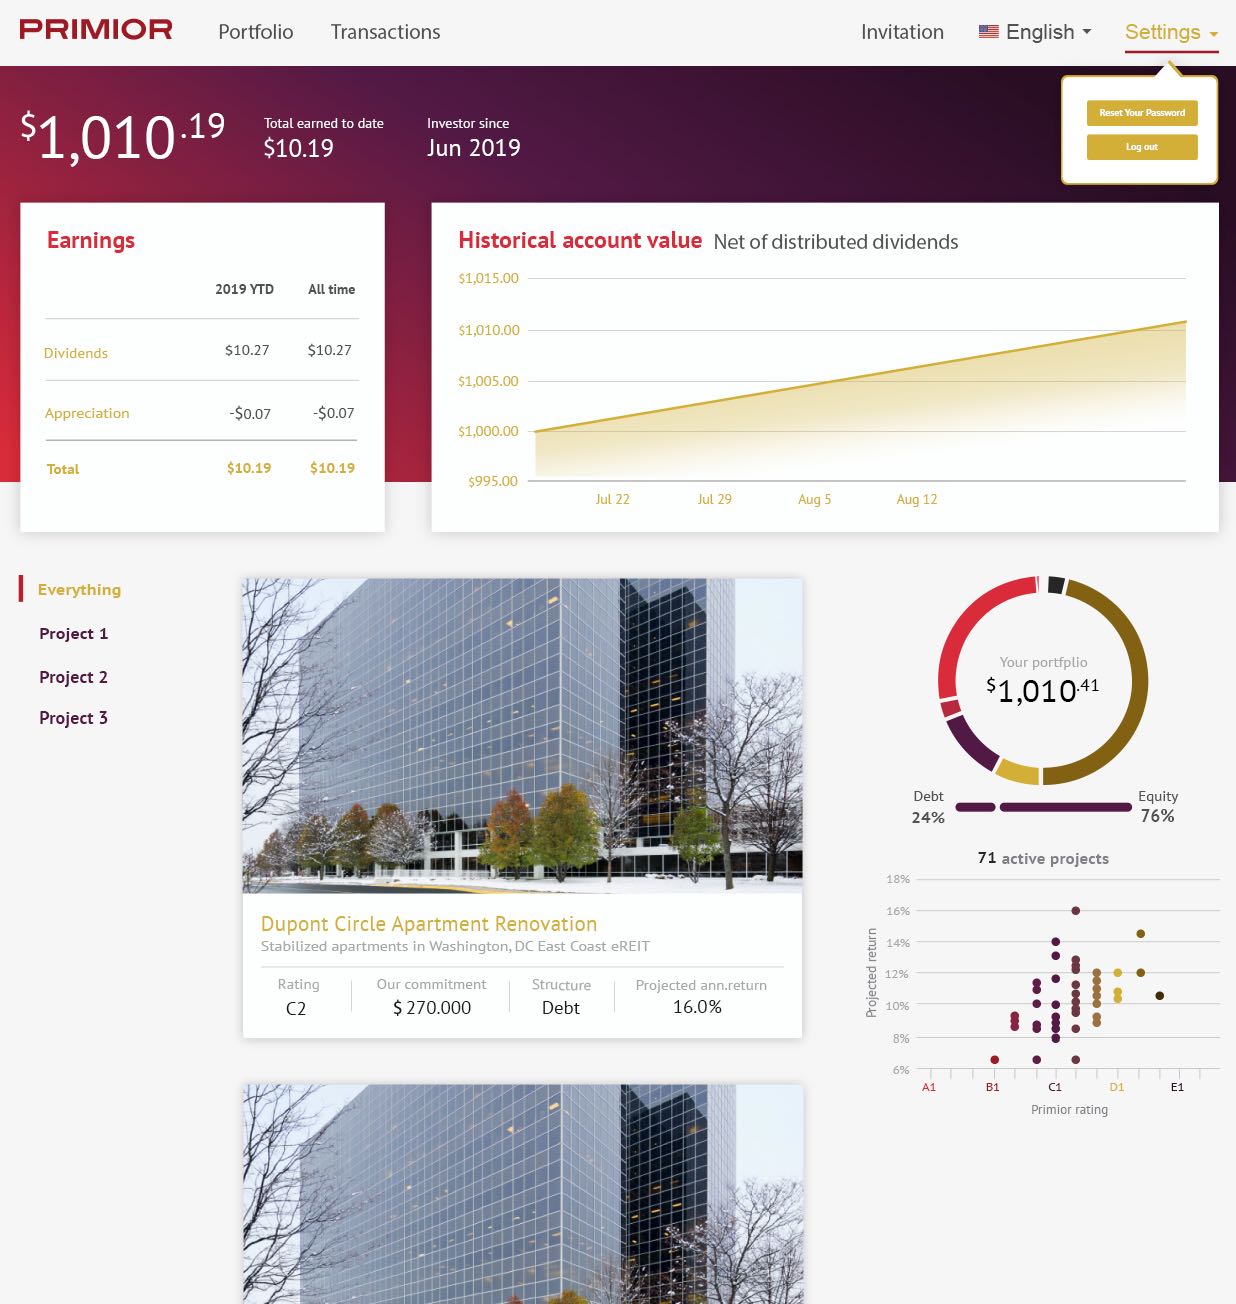 PRIMIOR
Portfolio
Transactions
Invitation
English
Settings
Reset Your Password
Log out
$1,010.19
Total earned to date
$10.19
Investor since
Jun 2019
Earnings
2019 YTD All time
Dividends $10.27 $10.27
Appreciation -$0.07 -$0.07
Total $10.19 $10.19
Historical account value Net of distributed dividends
$1,015.00
$1,010.00
$1,005.00
$1,000.00
$995.00
Jul 22 Jul 29 Aug 5 Aug 12
Everything
Project 1
Project 2
Project 3
Dupont Circle Apartment Renovation
Stabilized apartments in Washington, DC East Coast eREIT
Rating Our commitment Structure Projected ann.return
C2 $ 270.000 Debt 16.0%
Your portfplio
$1,010.41
Debt Equity
24% 76%
71 active projects
18%
16%
14%
12%
10%
8%
6%
Projected return
A1 B1 C1 D1 E1
Primior rating